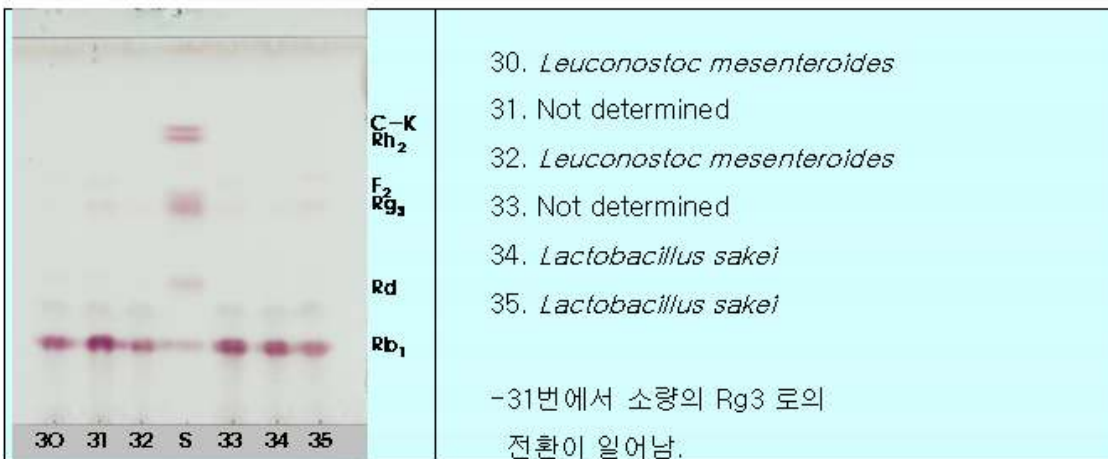 C-K
Rh2
F2
Rg3
Rd
Rb1
30 31 32 S 33 34 35
30. Leuconostoc mesenteroides
31. Not determined
32. Leuconostoc mesenteroides
33. Not determined
34. Lactobacillus sakei
35. Lactobacillus sakei
-31번에서 소량의 Rg3 로의
전환이 일어남.